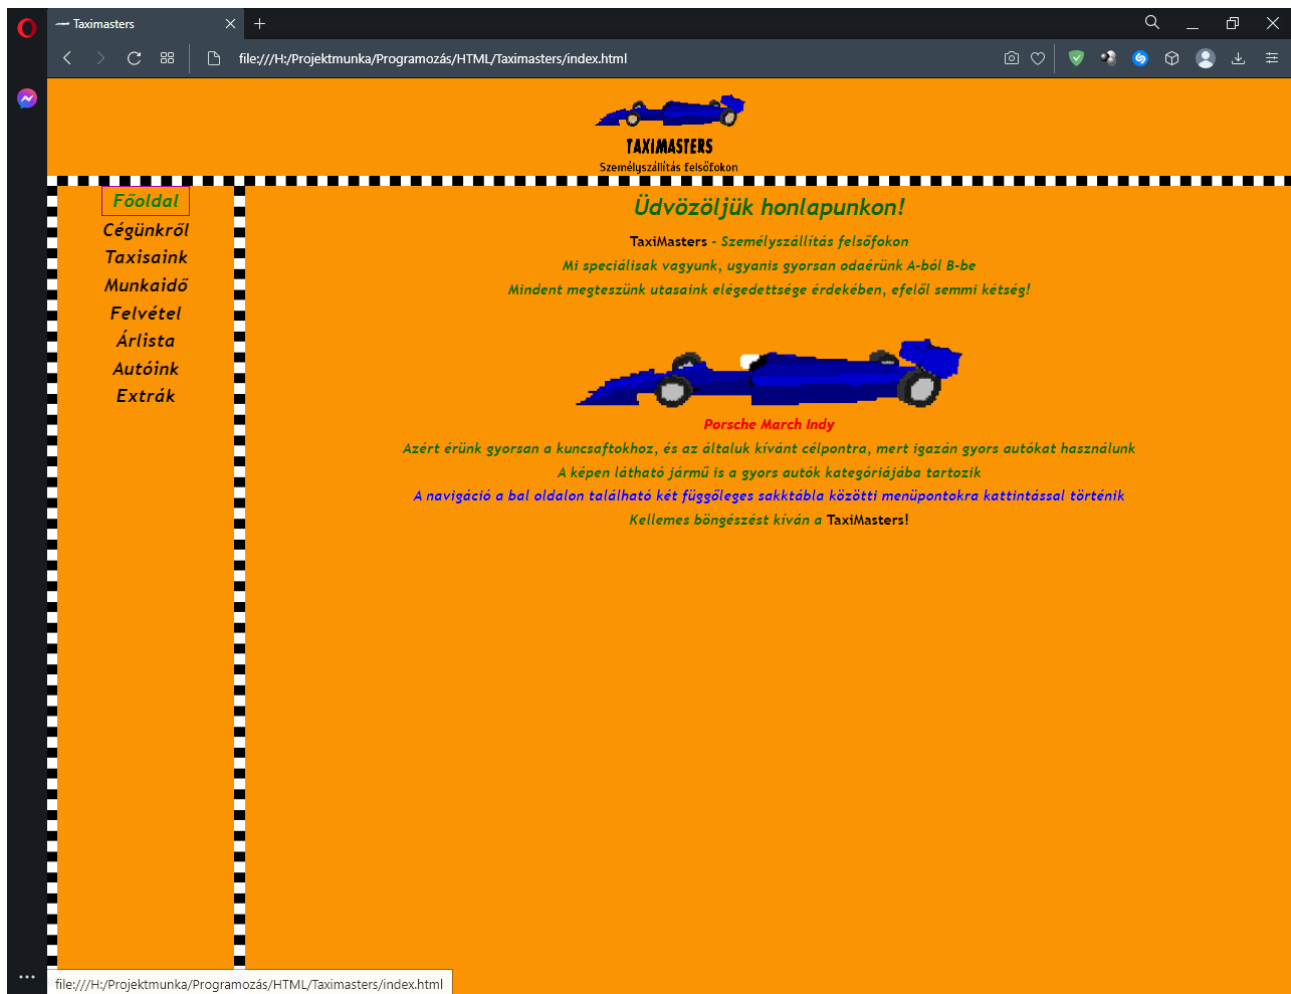 Taximasters
file:///H:/Projektmunka/Programozás/HTML/Taximasters/index.html
TAXIMASTERS
Személyszállítás felsőfokon
Főoldal
Cégünkről
Taxisaink
Munkaidő
Felvétel
Árlista
Autóink
Extrák
Üdvözöljük honlapunkon!
TaxiMasters - Személyszállítás felsőfokon
Mi speciálisak vagyunk, ugyanis gyorsan odaérünk A-ból B-be
Mindent megteszünk utasaink elégedettsége érdekében, efelől semmi kétség!
Porsche March Indy
Azért érünk gyorsan a kuncsaftokhoz, és az általuk kívánt célpontra, mert igazán gyors autókat használunk
A képen látható jármű is a gyors autók kategóriájába tartozik
A navigáció a bal oldalon található két függőleges sakktábla közötti menüpontokra kattintással történik
Kellemes böngészést kíván a TaxiMasters!
file:///H:/Projektmunka/Programozás/HTML/Taximasters/index.html